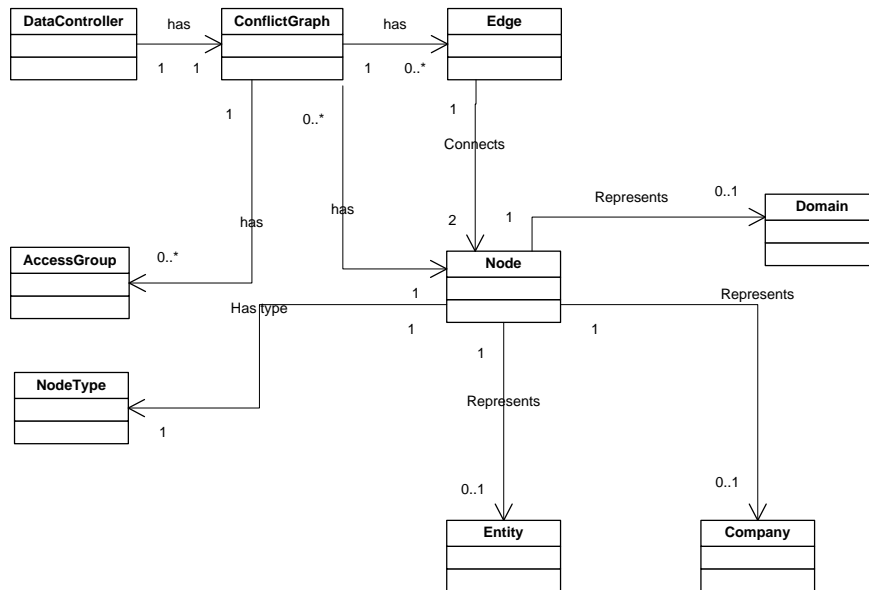 DataController
has
ConflictGraph
has
Edge
1
1
1
0..*
1
0..*
1
Connects
Represents
0..1
Domain
has
has
2
1
AccessGroup
0..*
Node
Has type
1
Represents
1
1
1
NodeType
1
Represents
0..1
0..1
Entity
Company